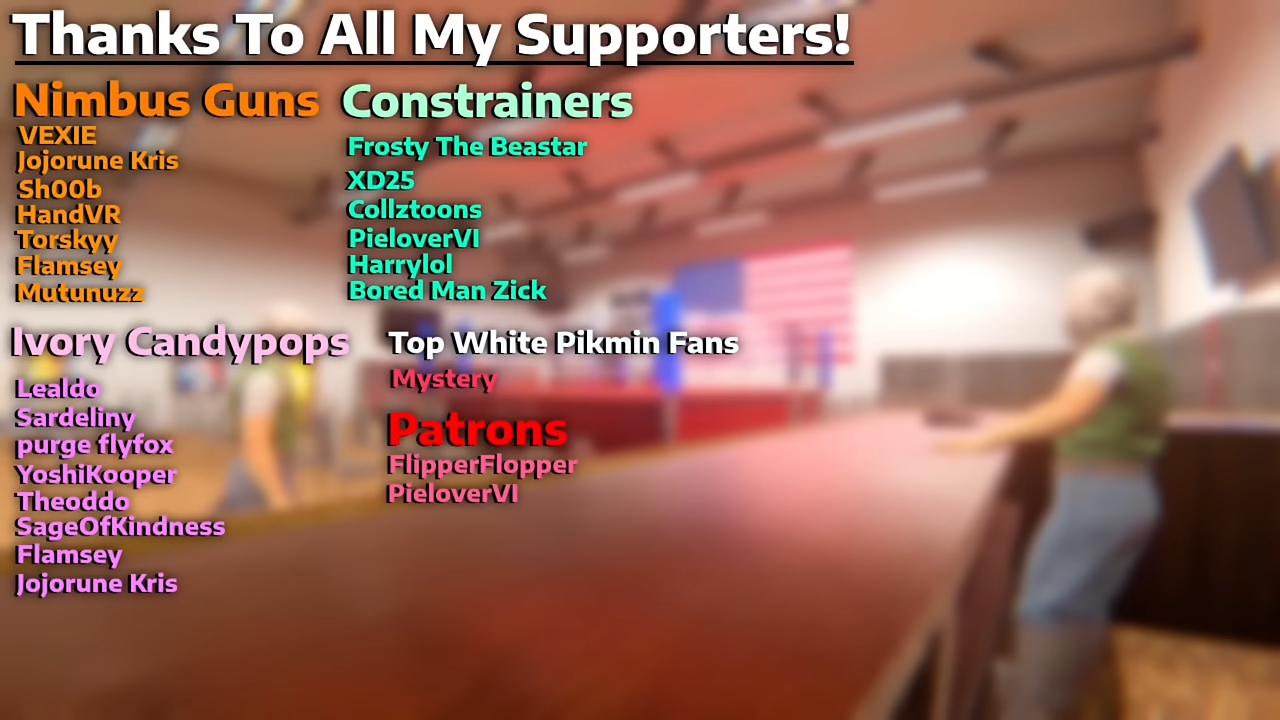 Thanks To All My Supporters!
Nimbus Guns
VEXIE
Jojorune Kris
Sh00b
HandVR
Torskyy
Flamsey
Mutunuzz
Constrainers
Frosty The Beastar
XD25
Collztoons
PieloverVI
Harrylol
Bored Man Zick
Ivory Candypops
Lealdo
Sardeliny
purge flyfox
YoshiKooper
Theoddo
SageOfKindness
Flamsey
Jojorune Kris
Top White Pikmin Fans
Mystery
Patrons
FlipperFlopper
PieloverVI